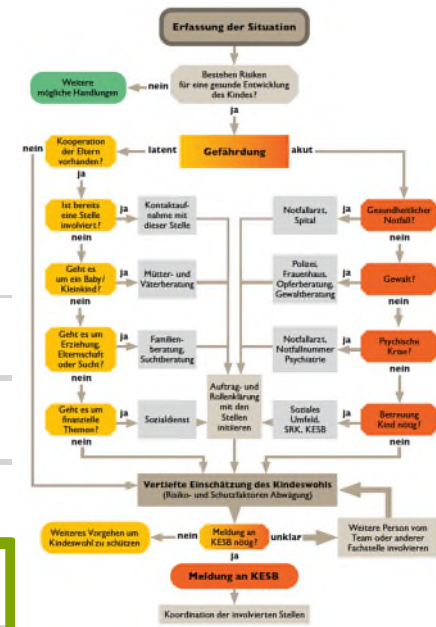 Erfassung der Situation
Bestehen Risiken
für eine gesunde Entwicklung
des Kindes?
nein
Weitere
mögliche Handlungen
ja
Gefährdung
latent
akut
nein
Kooperation
der Eltern
vorhanden?
ja
Ist bereits
eine Stelle
involviert?
ja
Kontaktauf-
nahme mit
dieser Stelle
Notfallarzt,
Spital
ja
Gesundheitlicher
Notfall?
nein
nein
Geht es
um ein Baby/
Kleinkind?
ja
Mütter- und
Väterberatung
Polizei,
Frauenhaus,
Opferberatung,
Gewaltberatung
ja
Gewalt?
nein
nein
Geht es um
Erziehung,
Elternschaft
oder Sucht?
ja
Familien-
beratung,
Suchtberatung
Notfallarzt,
Notfallnummer
Psychiatrie
ja
Psychische
Krise?
nein
nein
Auftrag- und
Rollenklärung
mit den
Stellen
initiieren
Geht es um
finanzielle
Themen?
ja
Sozialdienst
Soziales
Umfeld,
SRK, KESB
ja
Betreuung
Kind nötig?
nein
nein
Vertiefte Einschätzung des Kindeswohls
(Risiko- und Schutzfaktoren Abwägung)
Weiteres Vorgehen um
Kindeswohl zu schützen
nein
Meldung an
KESB nötig?
unklar
Weitere Person vom
Team oder anderer
Fachstelle involvieren
ja
Meldung an KESB
Koordination der involvierten Stellen